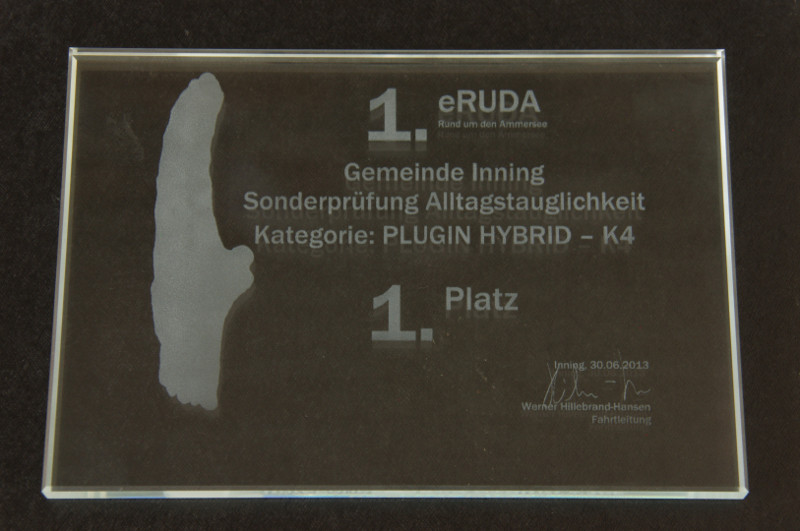 1. eRUDA
Rund um den Ammersee
Gemeinde Inning
Sonderprüfung Alltagstauglichkeit
Kategorie: PLUGIN HYBRID – K4
1. Platz
Inning, 30.06.2013
Werner Hillebrand-Hansen
Fahrtleitung